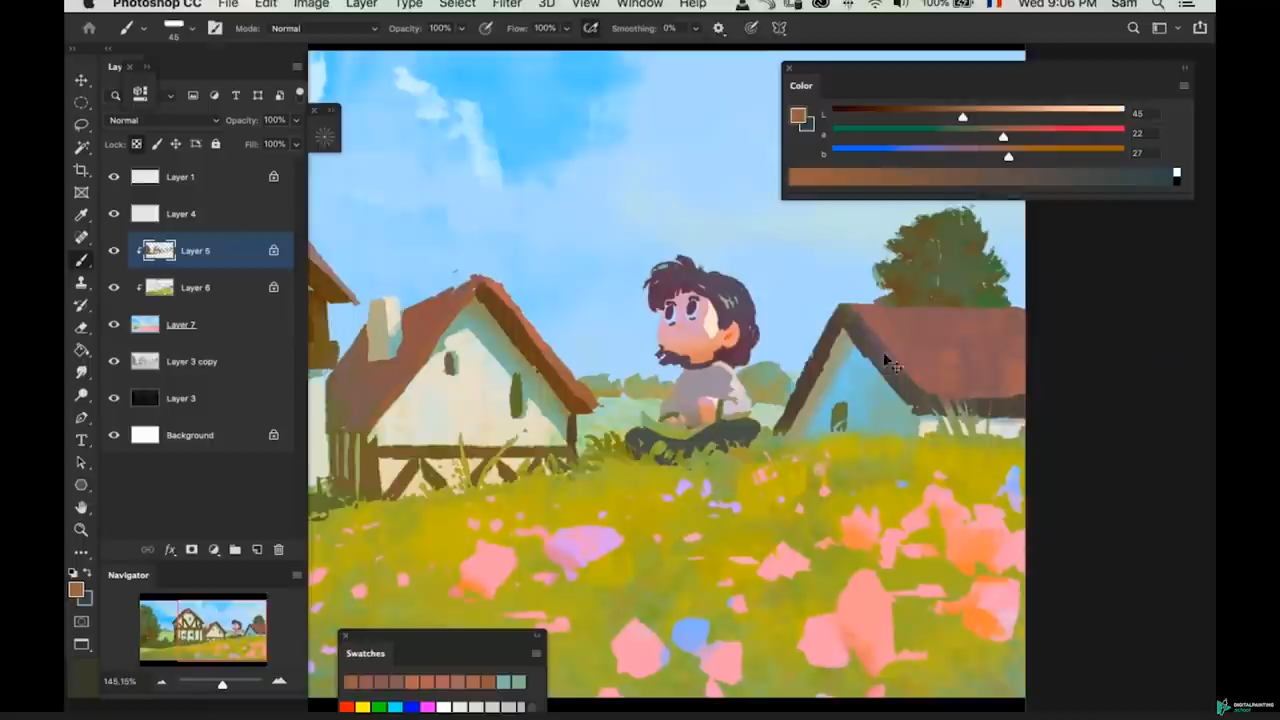 Photoshop CC File Edit Image Layer Type Select Filter 3D View Window Help 100% Wed 9:06 PM Sam
45 Mode: Normal Opacity: 100% Flow: 100% Smoothing: 0%
Lay
Color
Normal Opacity: 100%
L 45
Lock: Fill: 100%
a 22
b 27
Layer 1
Layer 4
Layer 5
Layer 6
Layer 7
Layer 3 copy
Layer 3
Background
T
fx
Navigator
Swatches
145.15%
DIGITALPAINTING
.school